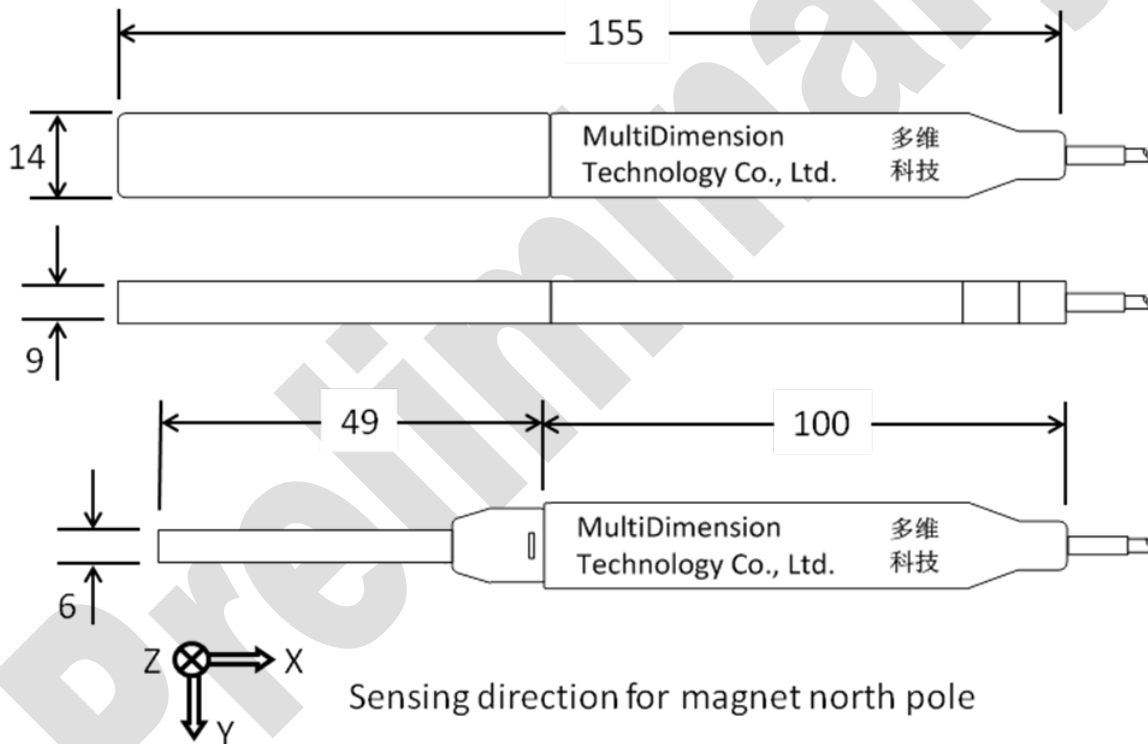 155
14
MultiDimension 多维
Technology Co., Ltd. 科技
9
49
100
MultiDimension 多维
Technology Co., Ltd. 科技
6
Z X
Y
Sensing direction for magnet north pole
Preliminary